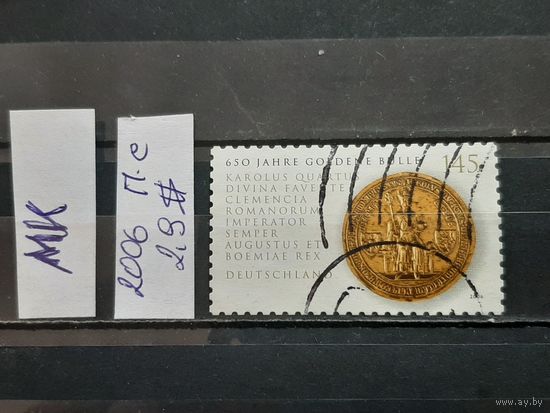 МК
2006 П.С
2,9 #
650 JAHRE GOLDENE BULLE
145
KAROLUS QUARTUS
DIVINA FAVENTE
CLEMENCIA
ROMANORUM
IMPERATOR
SEMPER
AUGUSTUS ET
BOEMIAE REX
DEUTSCHLAND
2006
www.ay.by